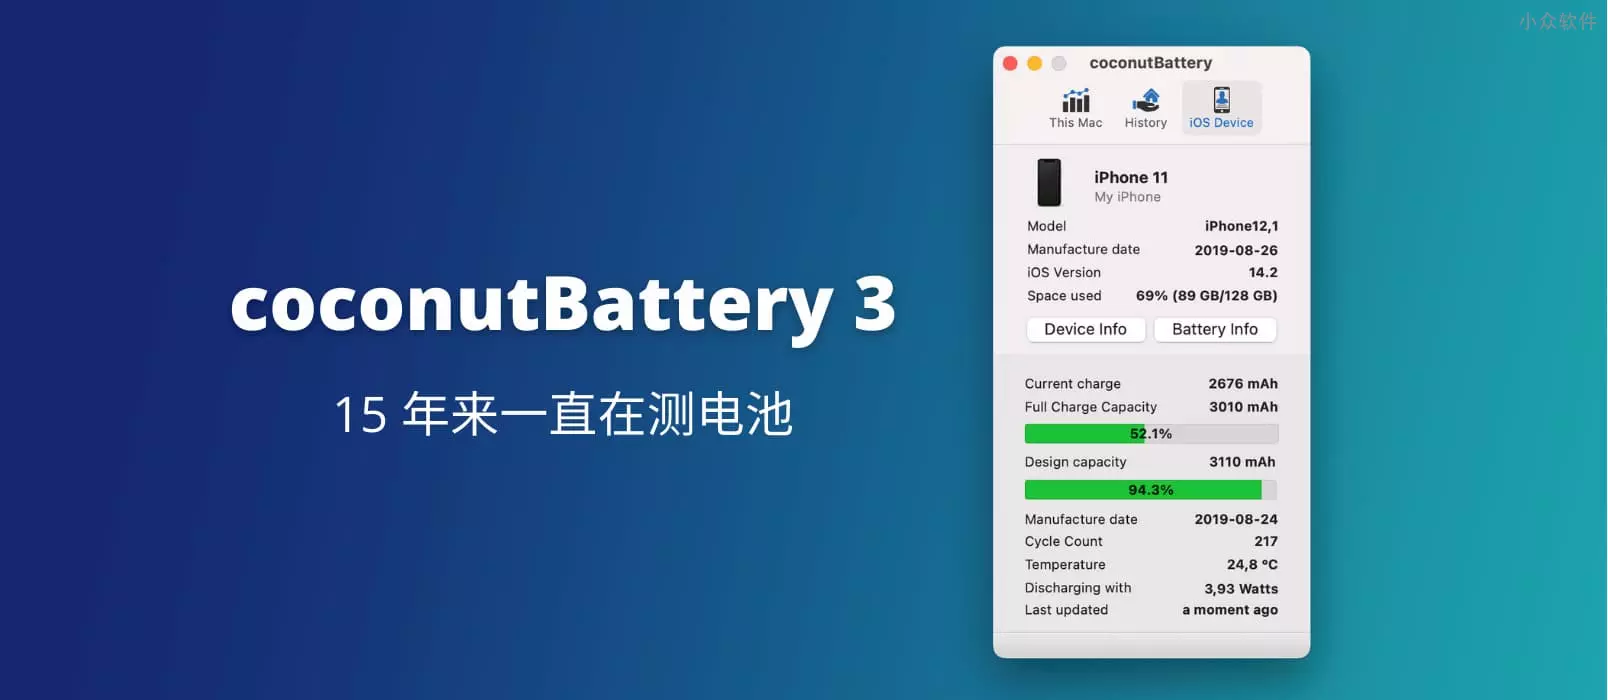 小众软件
coconutBattery 3
15 年来一直在测电池
coconutBattery
This Mac History iOS Device
iPhone 11
My iPhone
Model iPhone12,1
Manufacture date 2019-08-26
iOS Version 14.2
Space used 69% (89 GB/128 GB)
Device Info Battery Info
Current charge 2676 mAh
Full Charge Capacity 3010 mAh
52.1%
Design capacity 3110 mAh
94.3%
Manufacture date 2019-08-24
Cycle Count 217
Temperature 24,8 °C
Discharging with 3,93 Watts
Last updated a moment ago